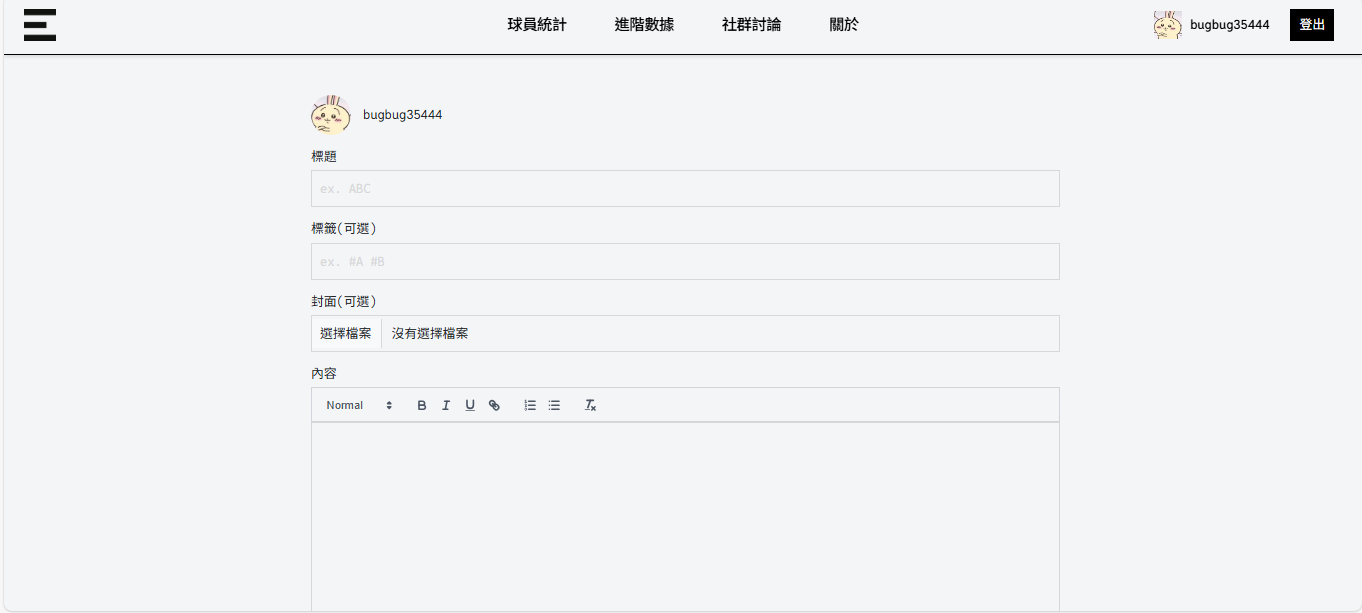 球員統計 進階數據 社群討論 關於 bugbug35444 登出
bugbug35444
標題
ex. ABC
標籤(可選)
ex. #A #B
封面(可選)
選擇檔案 沒有選擇檔案
內容
Normal B I U